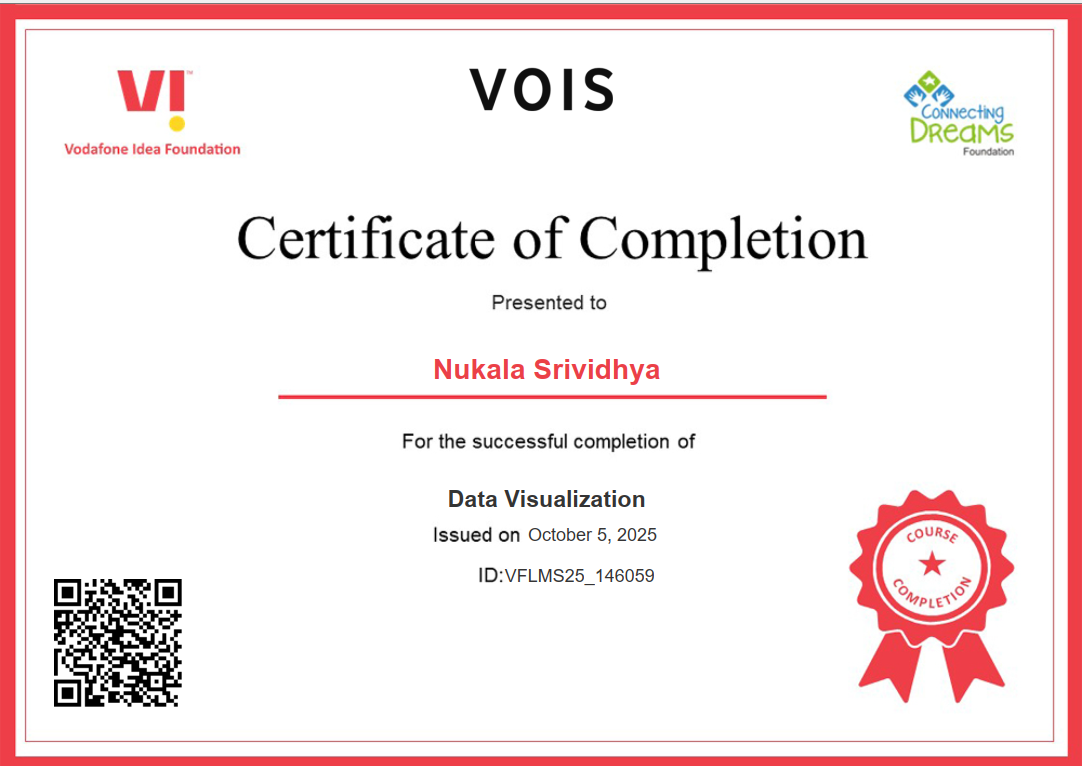 VI™
Vodafone Idea Foundation
VOIS
CONNECTING
DREAMS
Foundation
Certificate of Completion
Presented to
Nukala Srividhya
For the successful completion of
Data Visualization
Issued on October 5, 2025
ID:VFLMS25_146059
COURSE
COMPLETION